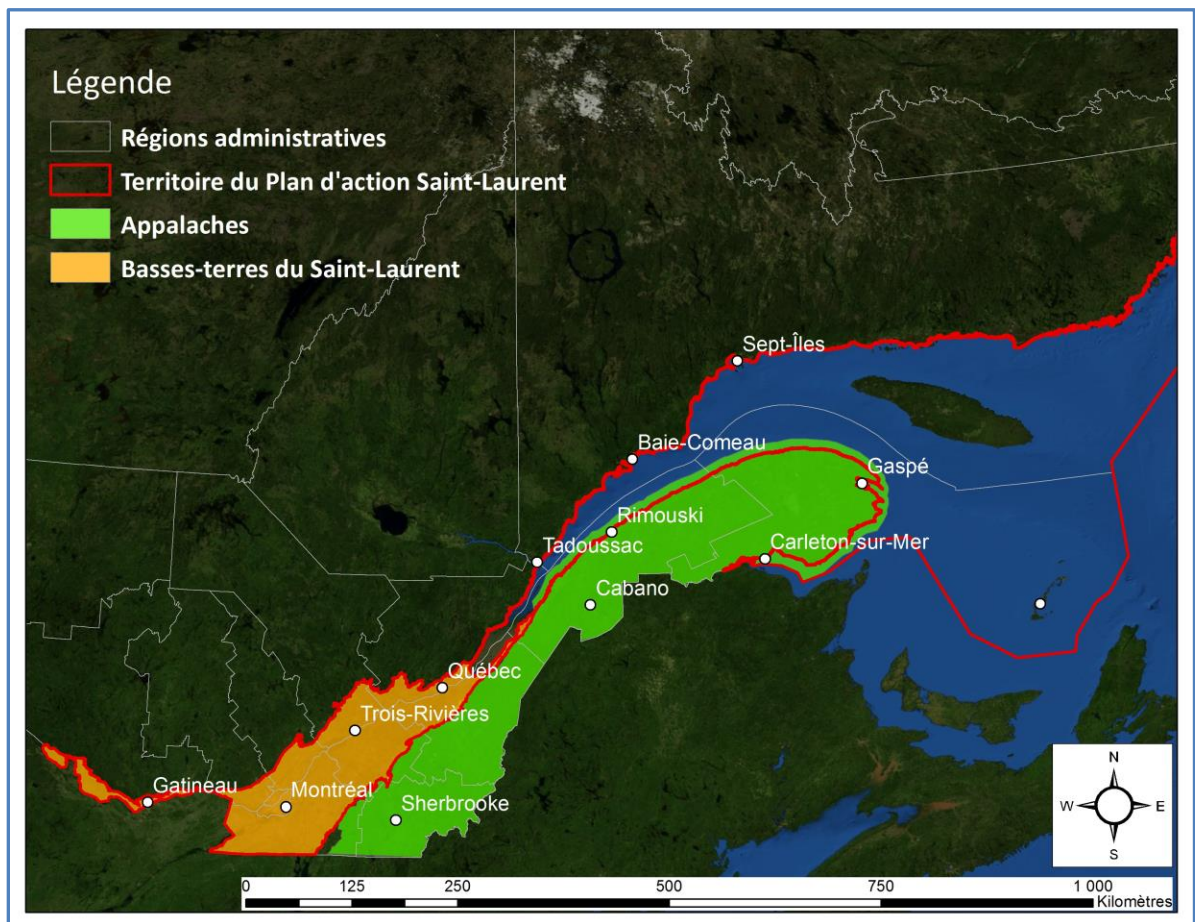 Légende
Régions administratives
Territoire du Plan d'action Saint-Laurent
Appalaches
Basses-terres du Saint-Laurent
Sept-Îles
Baie-Comeau
Gaspé
Rimouski
Tadoussac
Carleton-sur-Mer
Cabano
Québec
Trois-Rivières
Gatineau
Montréal
Sherbrooke
N
W E
S
0 125 250 500 750 1 000
Kilomètres